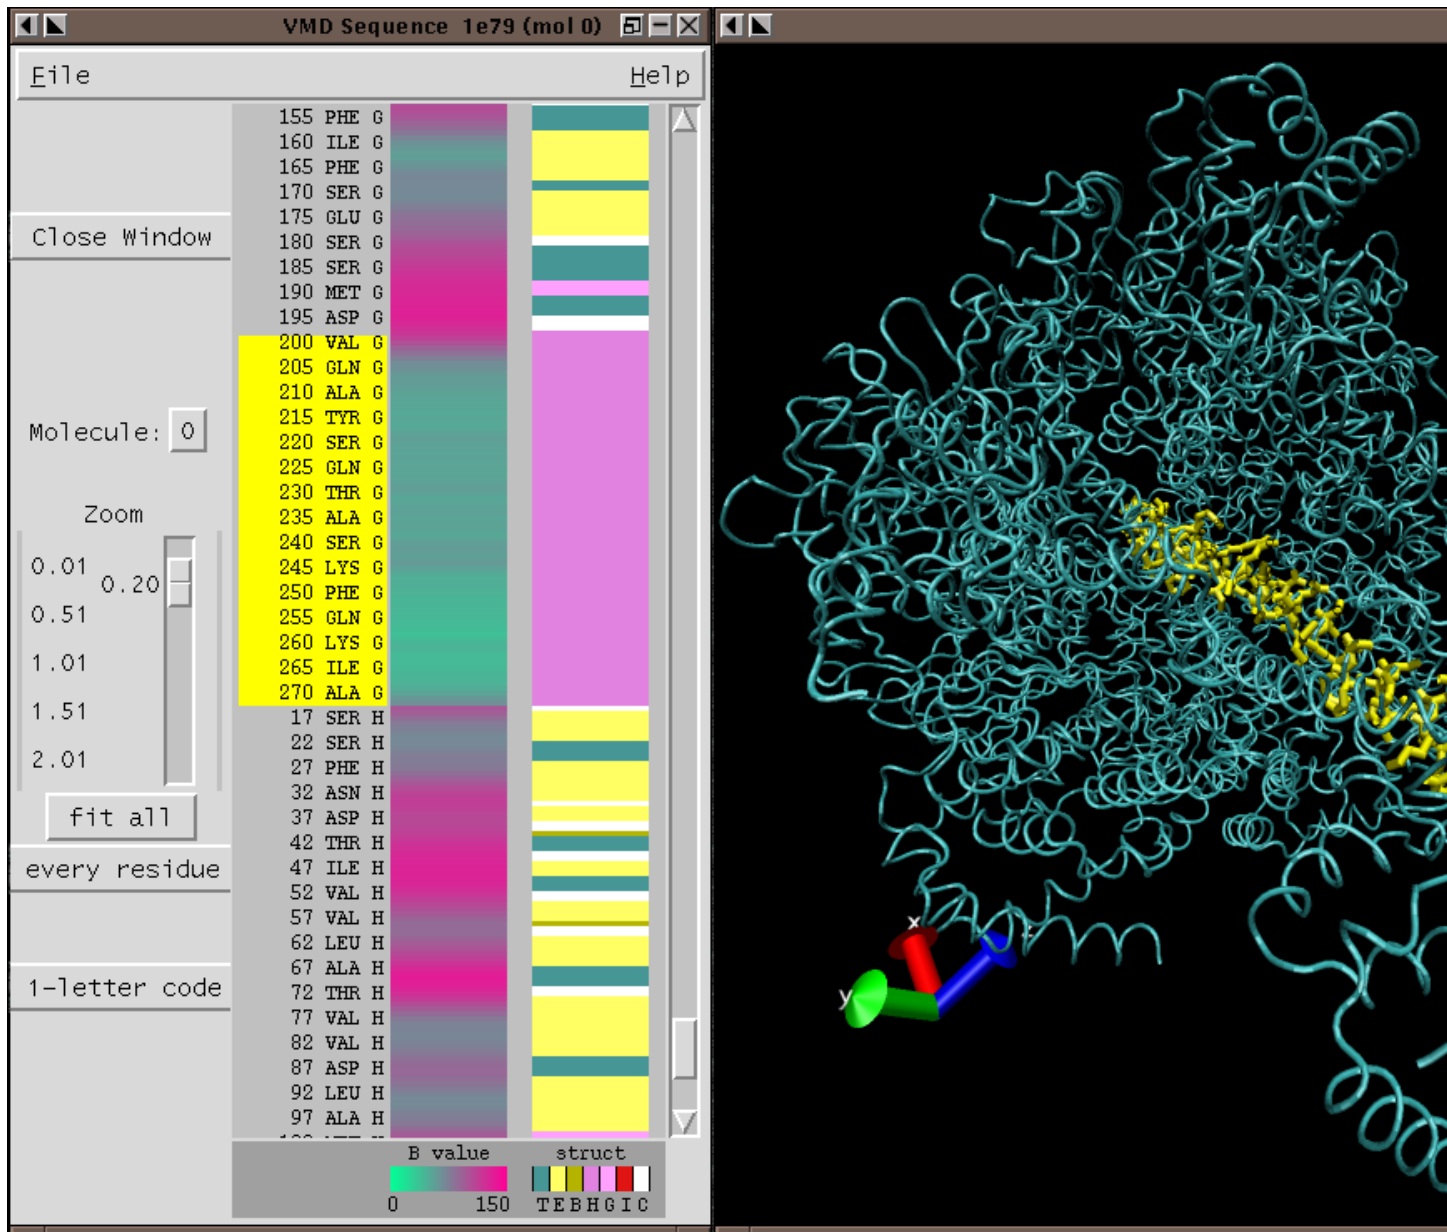 VMD Sequence 1e79 (mol 0)
File Help
155 PHE G
160 ILE G
165 PHE G
170 SER G
175 GLU G
180 SER G
185 SER G
190 MET G
195 ASP G
200 VAL G
205 GLN G
210 ALA G
215 TYR G
220 SER G
225 GLN G
230 THR G
235 ALA G
240 SER G
245 LYS G
250 PHE G
255 GLN G
260 LYS G
265 ILE G
270 ALA G
17 SER H
22 SER H
27 PHE H
32 ASN H
37 ASP H
42 THR H
47 ILE H
52 VAL H
57 VAL H
62 LEU H
67 ALA H
72 THR H
77 VAL H
82 VAL H
87 ASP H
92 LEU H
97 ALA H
Close Window
Molecule: 0
Zoom
0.01
0.20
0.51
1.01
1.51
2.01
fit all
every residue
1-letter code
B value
0 150
struct
T E B H G I C
x
y